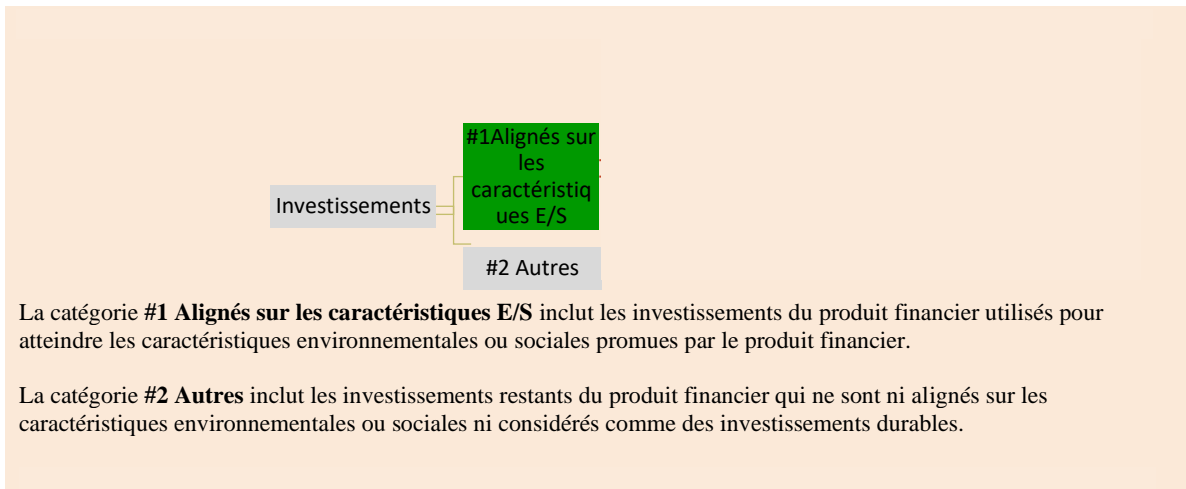 #1Alignés sur
les
caractéristiq
ues E/S
Investissements
#2 Autres
La catégorie #1 Alignés sur les caractéristiques E/S inclut les investissements du produit financier utilisés pour
atteindre les caractéristiques environnementales ou sociales promues par le produit financier.
La catégorie #2 Autres inclut les investissements restants du produit financier qui ne sont ni alignés sur les
caractéristiques environnementales ou sociales ni considérés comme des investissements durables.